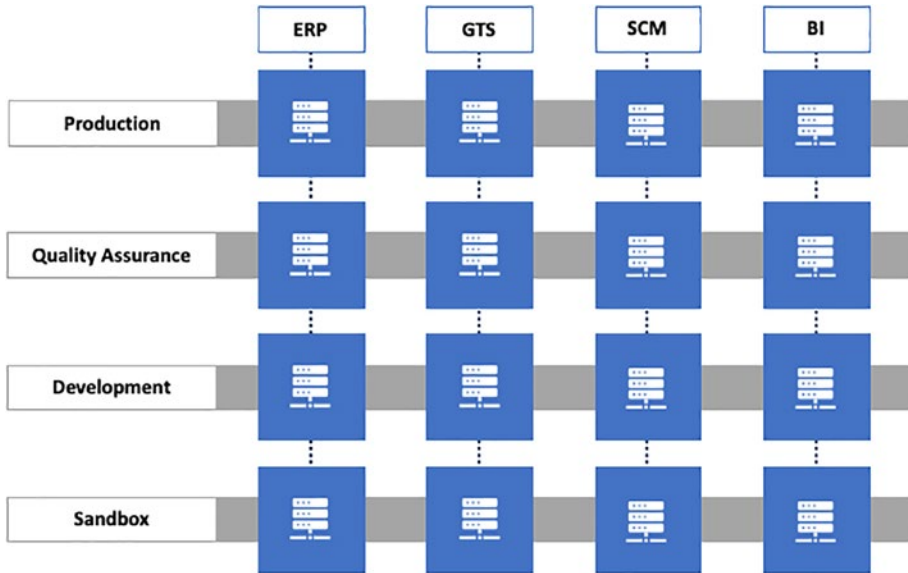 ERP
GTS
SCM
BI
Production
Quality Assurance
Development
Sandbox